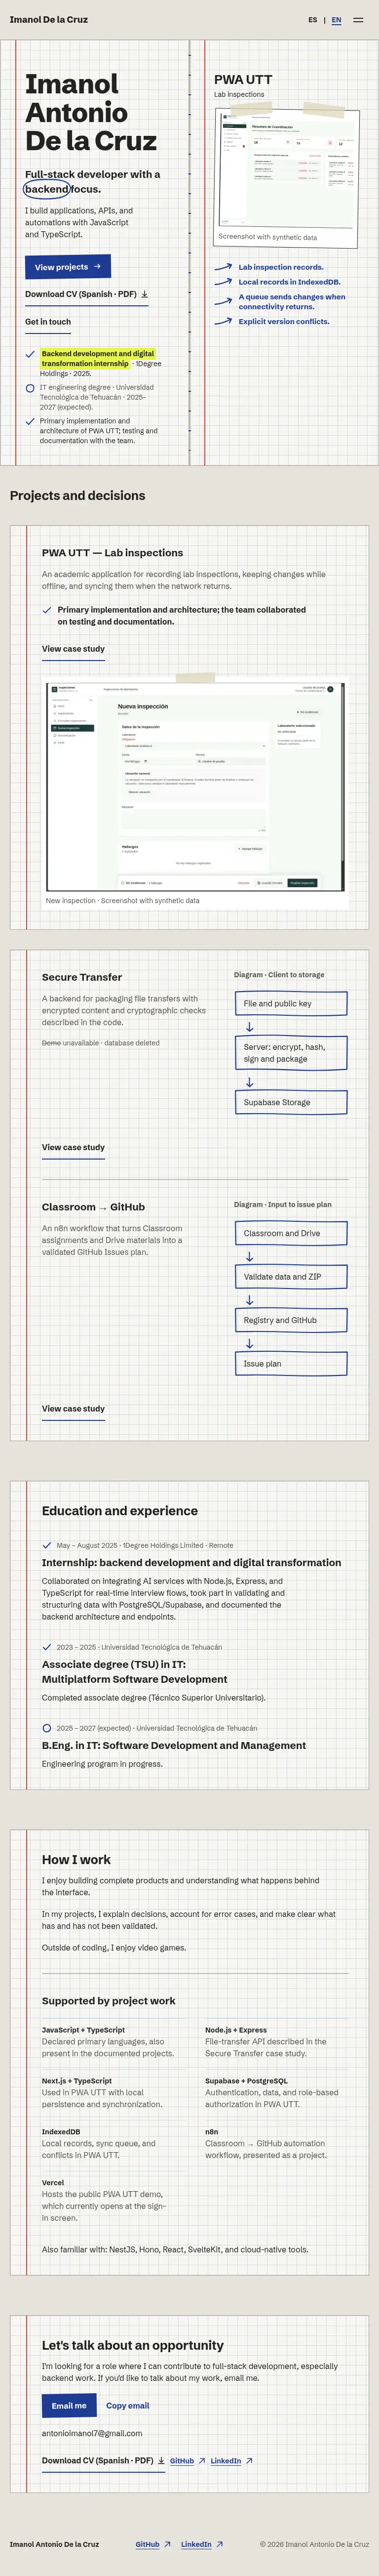 Imanol De la Cruz
ES | EN
Imanol
Antonio
De la Cruz
Full-stack developer with a
backend focus.
I build applications, APIs, and
automations with JavaScript
and TypeScript.
View projects →
Download CV (Spanish · PDF)
Get in touch
Backend development and digital
transformation internship · 1Degree
Holdings · 2025.
IT engineering degree · Universidad
Tecnológica de Tehuacán · 2025–
2027 (expected).
Primary implementation and
architecture of PWA UTT; testing and
documentation with the team.
PWA UTT
Lab inspections
Resumen de Coordinación
Screenshot with synthetic data
Lab inspection records.
Local records in IndexedDB.
A queue sends changes when
connectivity returns.
Explicit version conflicts.
Projects and decisions
PWA UTT — Lab inspections
An academic application for recording lab inspections, keeping changes while
offline, and syncing them when the network returns.
Primary implementation and architecture; the team collaborated
on testing and documentation.
View case study
Nueva inspección
Datos de la inspección
Hallazgos
New inspection · Screenshot with synthetic data
Secure Transfer
A backend for packaging file transfers with
encrypted content and cryptographic checks
described in the code.
Demo unavailable · database deleted
View case study
Diagram · Client to storage
File and public key
Server: encrypt, hash,
sign and package
Supabase Storage
Classroom → GitHub
An n8n workflow that turns Classroom
assignments and Drive materials into a
validated GitHub Issues plan.
View case study
Diagram · Input to issue plan
Classroom and Drive
Validate data and ZIP
Registry and GitHub
Issue plan
Education and experience
May – August 2025 · 1Degree Holdings Limited · Remote
Internship: backend development and digital transformation
Collaborated on integrating AI services with Node.js, Express, and
TypeScript for real-time interview flows, took part in validating and
structuring data with PostgreSQL/Supabase, and documented the
backend architecture and endpoints.
2023 – 2025 · Universidad Tecnológica de Tehuacán
Associate degree (TSU) in IT:
Multiplatform Software Development
Completed associate degree (Técnico Superior Universitario).
2025 – 2027 (expected) · Universidad Tecnológica de Tehuacán
B.Eng. in IT: Software Development and Management
Engineering program in progress.
How I work
I enjoy building complete products and understanding what happens behind
the interface.
In my projects, I explain decisions, account for error cases, and make clear what
has and has not been validated.
Outside of coding, I enjoy video games.
Supported by project work
JavaScript + TypeScript
Declared primary languages, also
present in the documented projects.
Node.js + Express
File-transfer API described in the
Secure Transfer case study.
Next.js + TypeScript
Used in PWA UTT with local
persistence and synchronization.
Supabase + PostgreSQL
Authentication, data, and role-based
authorization in PWA UTT.
IndexedDB
Local records, sync queue, and
conflicts in PWA UTT.
n8n
Classroom → GitHub automation
workflow, presented as a project.
Vercel
Hosts the public PWA UTT demo,
which currently opens at the sign-
in screen.
Also familiar with: NestJS, Hono, React, SvelteKit, and cloud-native tools.
Let's talk about an opportunity
I'm looking for a role where I can contribute to full-stack development, especially
backend work. If you'd like to talk about my work, email me.
Email me
Copy email
antonioimanol7@gmail.com
Download CV (Spanish · PDF)
GitHub
LinkedIn
Imanol Antonio De la Cruz
GitHub
LinkedIn
© 2026 Imanol Antonio De la Cruz